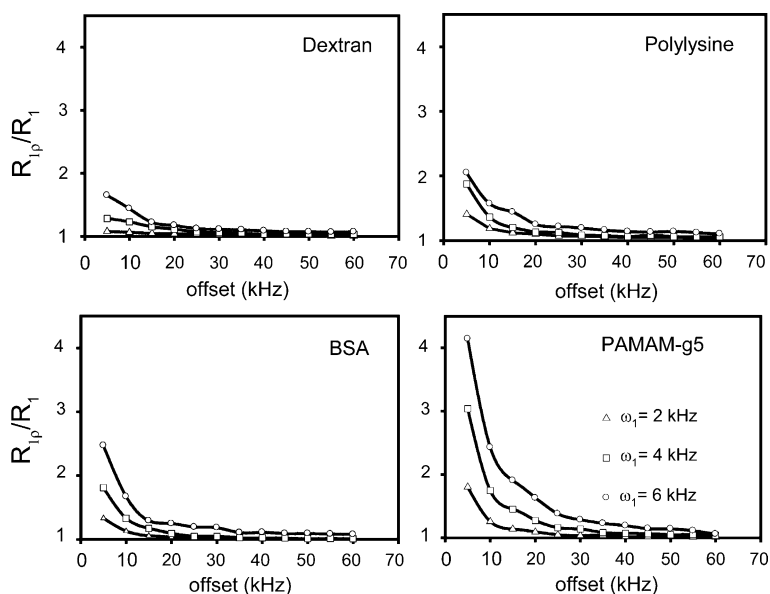 Dextran
R1ρ/R1
4
3
2
1
0 10 20 30 40 50 60 70
offset (kHz)
Polylysine
4
3
2
1
0 10 20 30 40 50 60 70
offset (kHz)
BSA
R1ρ/R1
4
3
2
1
0 10 20 30 40 50 60 70
offset (kHz)
PAMAM-g5
4
3
2
1
ω1= 2 kHz
ω1= 4 kHz
ω1= 6 kHz
0 10 20 30 40 50 60 70
offset (kHz)